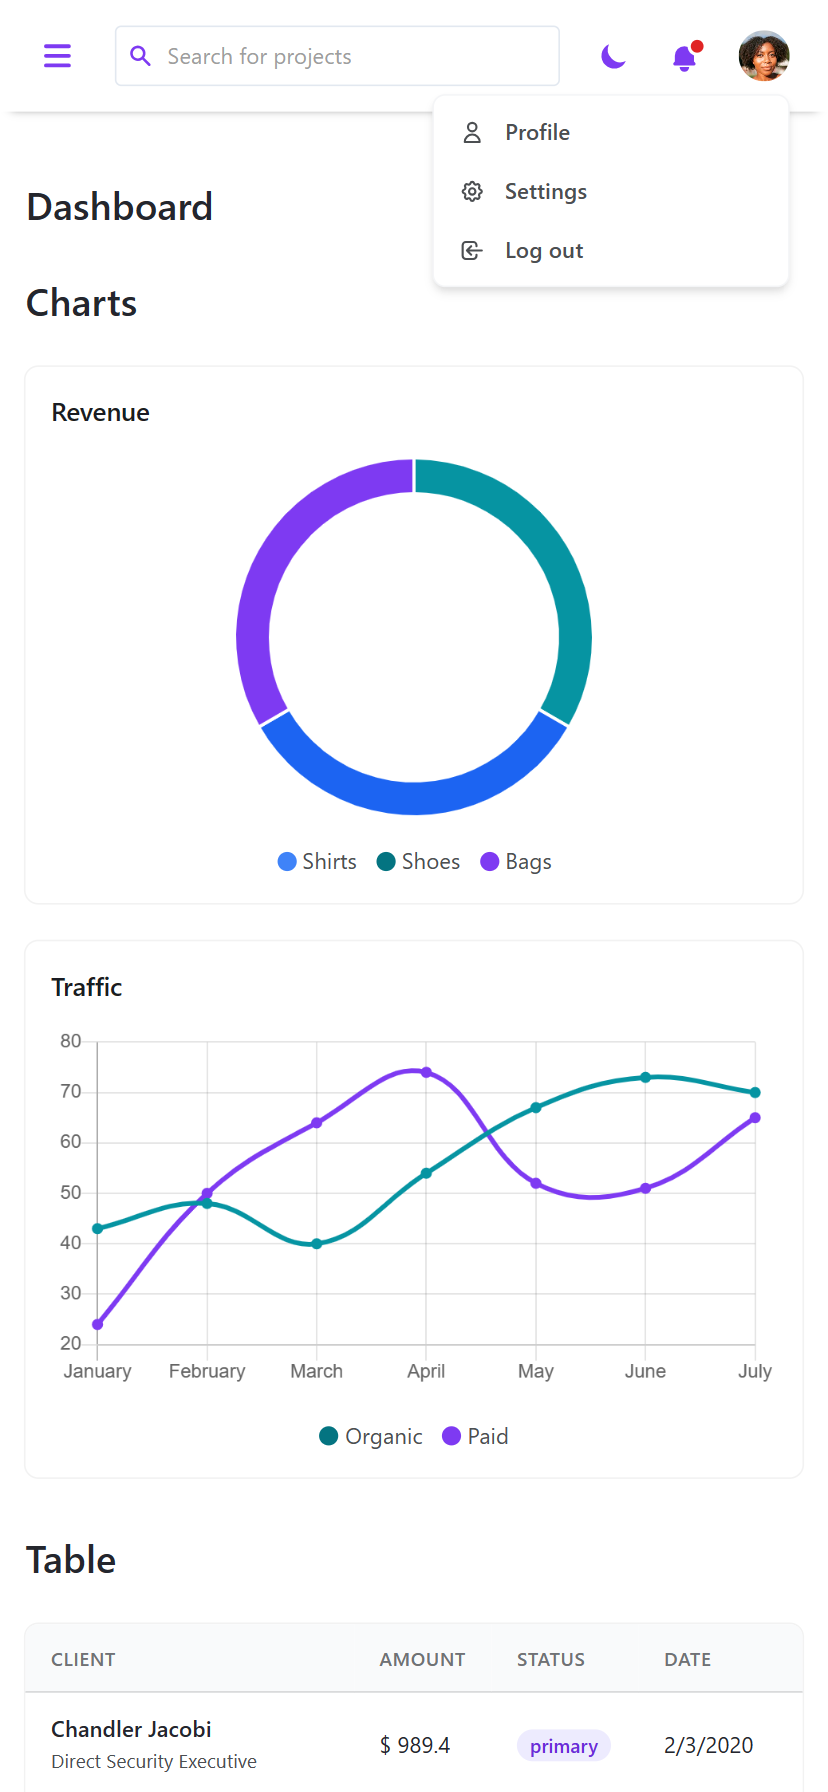 Search for projects
Profile
Settings
Log out
Dashboard
Charts
Revenue
Shirts Shoes Bags
Traffic
80
70
60
50
40
30
20
January February March April May June July
Organic Paid
Table
CLIENT AMOUNT STATUS DATE
Chandler Jacobi
Direct Security Executive
$ 989.4 primary 2/3/2020